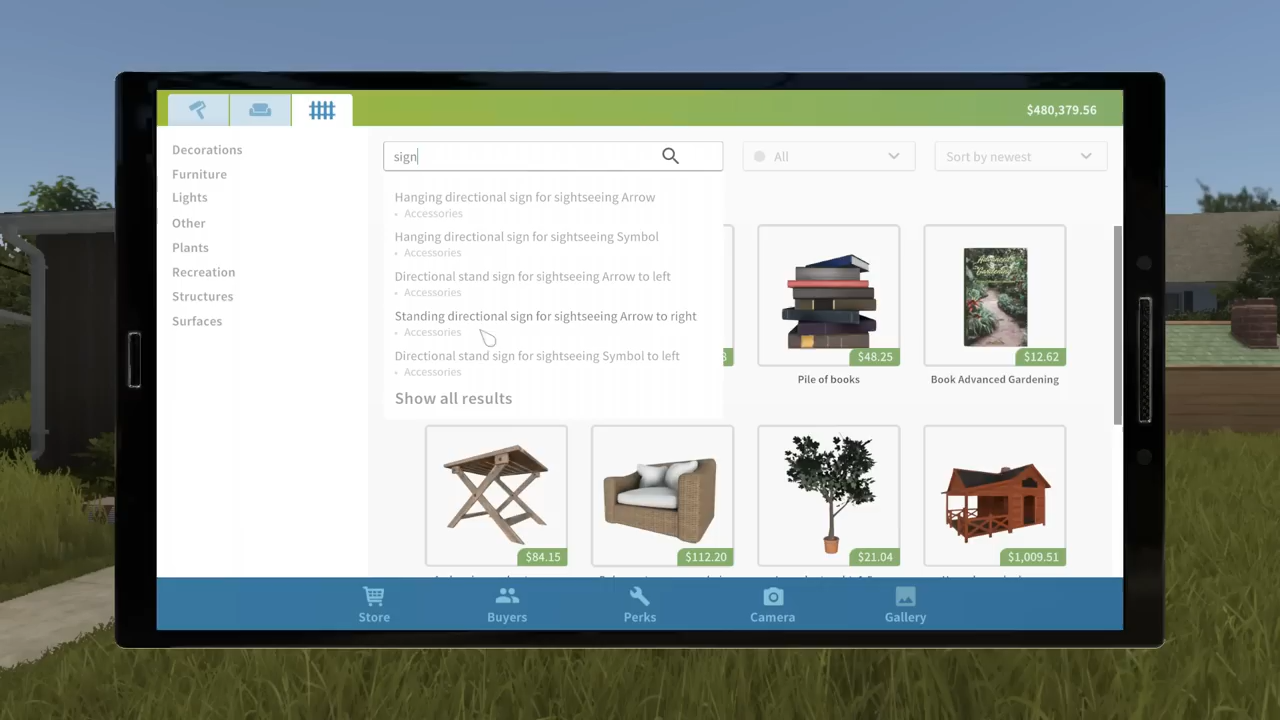 $480,379.56
Decorations
Furniture
Lights
Other
Plants
Recreation
Structures
Surfaces
sign
All
Sort by newest
Hanging directional sign for sightseeing Arrow
• Accessories
Hanging directional sign for sightseeing Symbol
• Accessories
Directional stand sign for sightseeing Arrow to left
• Accessories
Standing directional sign for sightseeing Arrow to right
• Accessories
Directional stand sign for sightseeing Symbol to left
• Accessories
Show all results
$48.25
Pile of books
Advanced Gardening
$12.62
Book Advanced Gardening
$84.15
$112.20
$21.04
$1,009.51
Store
Buyers
Perks
Camera
Gallery